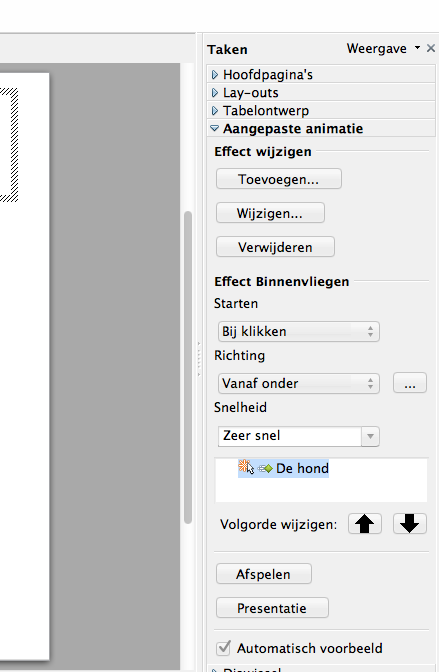 Taken Weergave
Hoofdpagina's
Lay-outs
Tabelontwerp
Aangepaste animatie
Effect wijzigen
Toevoegen...
Wijzigen...
Verwijderen
Effect Binnenvliegen
Starten
Bij klikken
Richting
Vanaf onder
...
Snelheid
Zeer snel
De hond
Volgorde wijzigen:
Afspelen
Presentatie
Automatisch voorbeeld